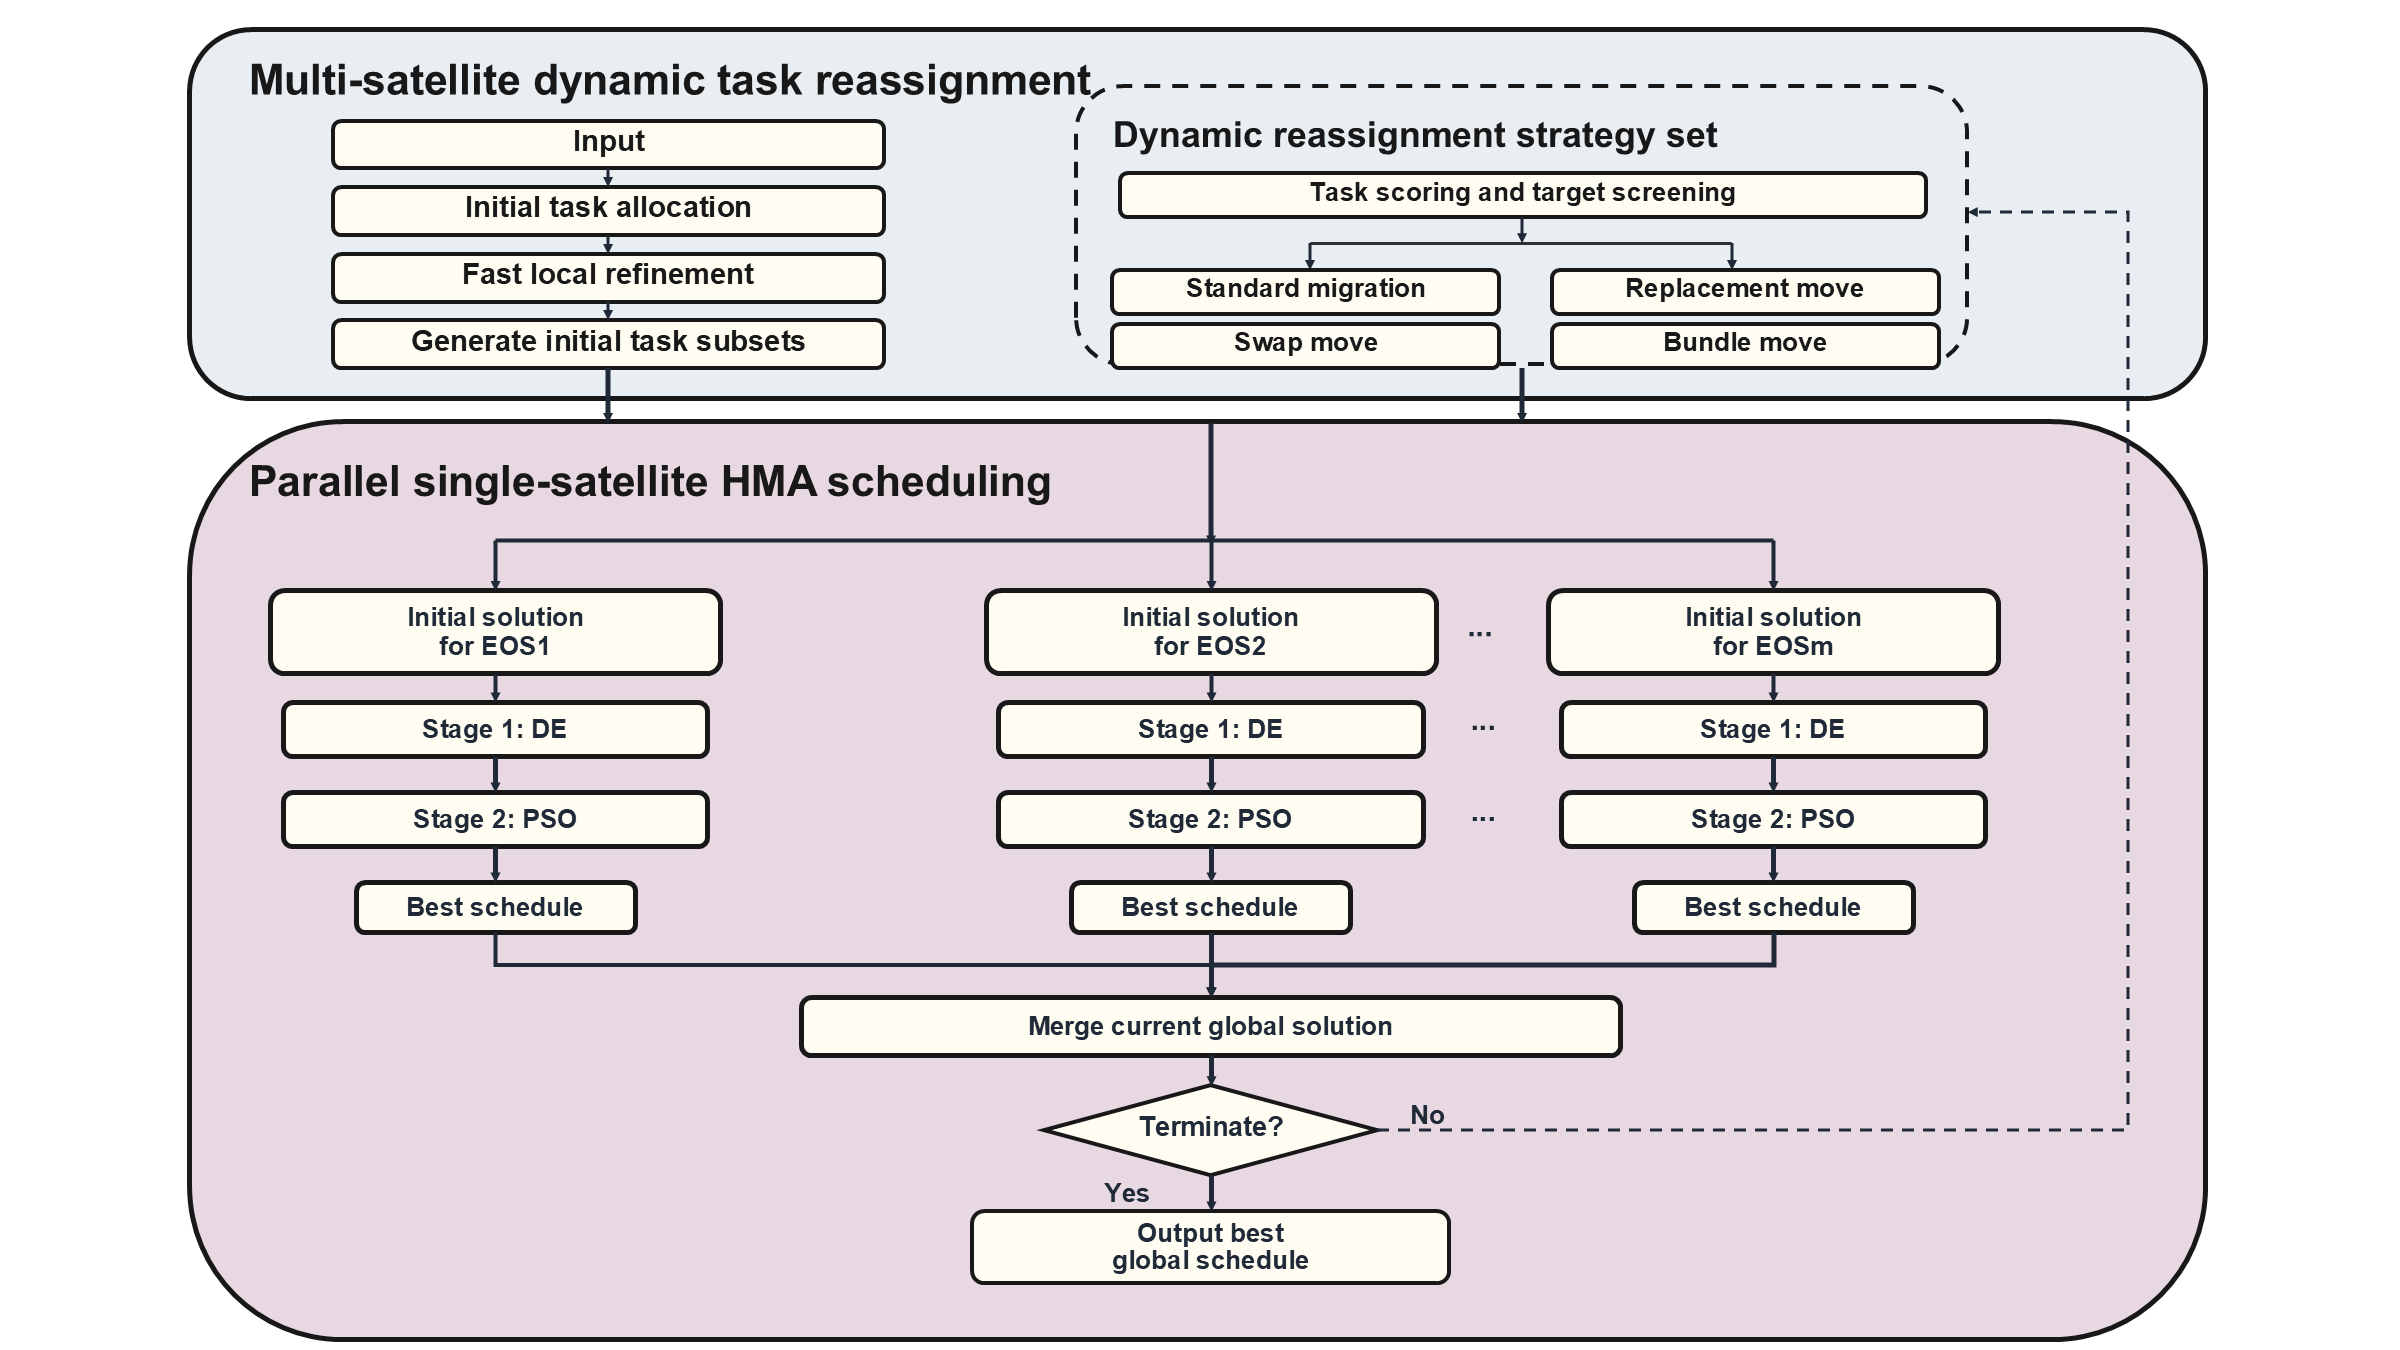 Multi-satellite dynamic task reassignment
Input
Initial task allocation
Fast local refinement
Generate initial task subsets
Dynamic reassignment strategy set
Task scoring and target screening
Standard migration
Replacement move
Swap move
Bundle move
Parallel single-satellite HMA scheduling
Initial solution
for EOS1
Initial solution
for EOS2
...
Initial solution
for EOSm
Stage 1: DE
Stage 1: DE
...
Stage 1: DE
Stage 2: PSO
Stage 2: PSO
...
Stage 2: PSO
Best schedule
Best schedule
Best schedule
Merge current global solution
Terminate?
No
Yes
Output best
global schedule